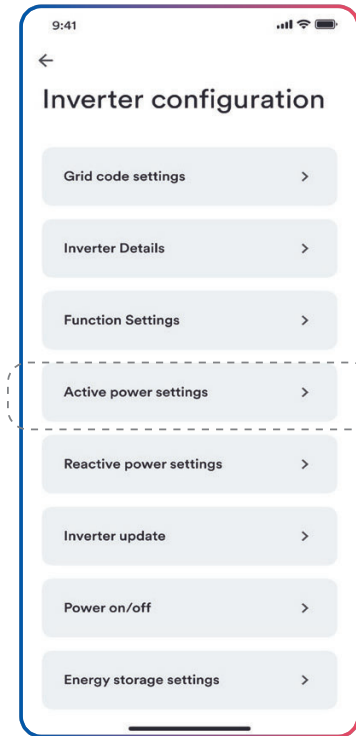 9:41
Inverter configuration
Grid code settings
Inverter Details
Function Settings
Active power settings
Reactive power settings
Inverter update
Power on/off
Energy storage settings